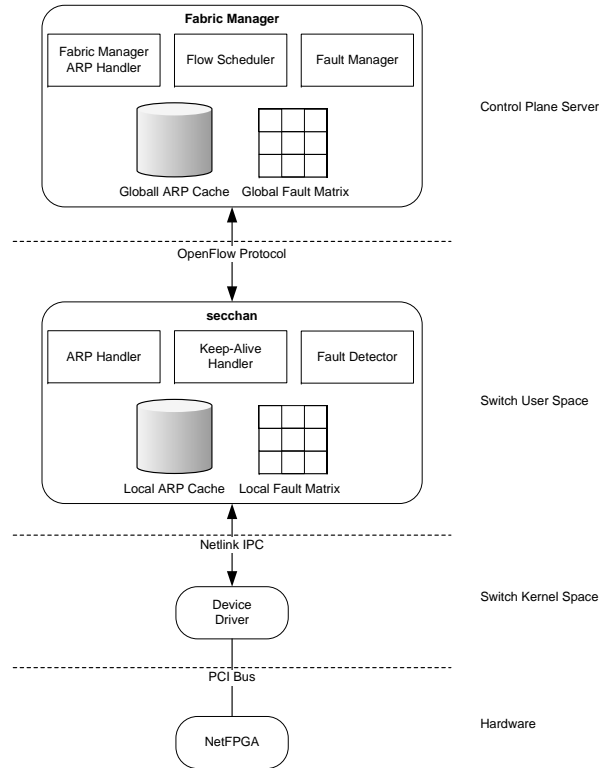 Fabric Manager
Fabric Manager
ARP Handler
Flow Scheduler
Fault Manager
Globall ARP Cache
Global Fault Matrix
Control Plane Server
OpenFlow Protocol
secchan
ARP Handler
Keep-Alive
Handler
Fault Detector
Local ARP Cache
Local Fault Matrix
Switch User Space
Netlink IPC
Device
Driver
Switch Kernel Space
PCI Bus
NetFPGA
Hardware